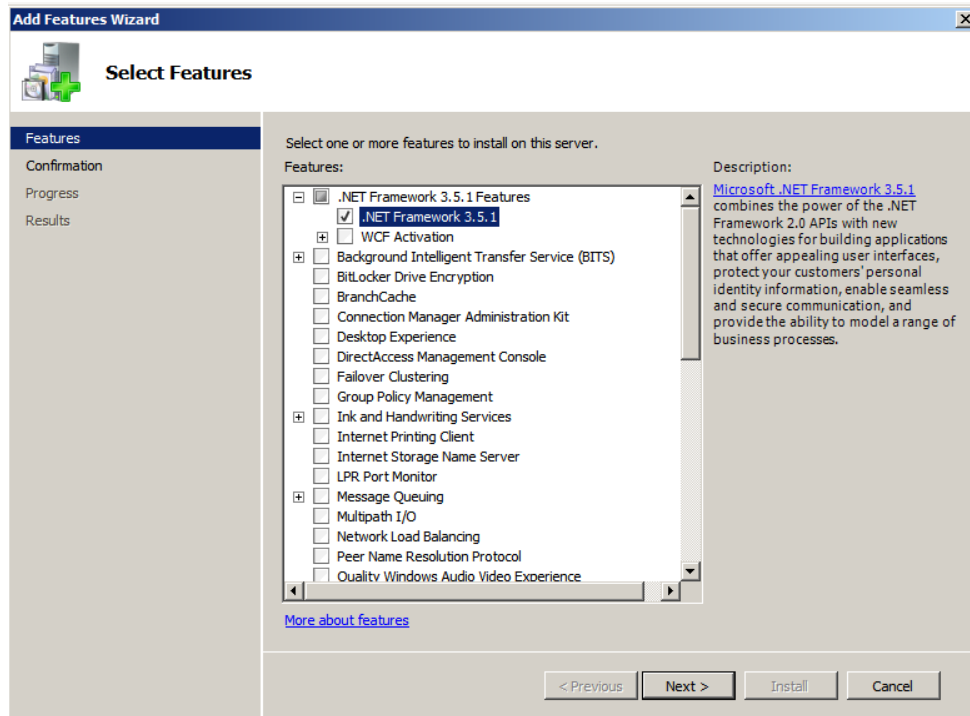 Add Features Wizard
Select Features
Features
Confirmation
Progress
Results
Select one or more features to install on this server.
Features:
.NET Framework 3.5.1 Features
.NET Framework 3.5.1
WCF Activation
Background Intelligent Transfer Service (BITS)
BitLocker Drive Encryption
BranchCache
Connection Manager Administration Kit
Desktop Experience
DirectAccess Management Console
Failover Clustering
Group Policy Management
Ink and Handwriting Services
Internet Printing Client
Internet Storage Name Server
LPR Port Monitor
Message Queuing
Multipath I/O
Network Load Balancing
Peer Name Resolution Protocol
Quality Windows Audio Video Experience
More about features
Description:
Microsoft .NET Framework 3.5.1
combines the power of the .NET
Framework 2.0 APIs with new
technologies for building applications
that offer appealing user interfaces,
protect your customers' personal
identity information, enable seamless
and secure communication, and
provide the ability to model a range of
business processes.
< Previous
Next >
Install
Cancel